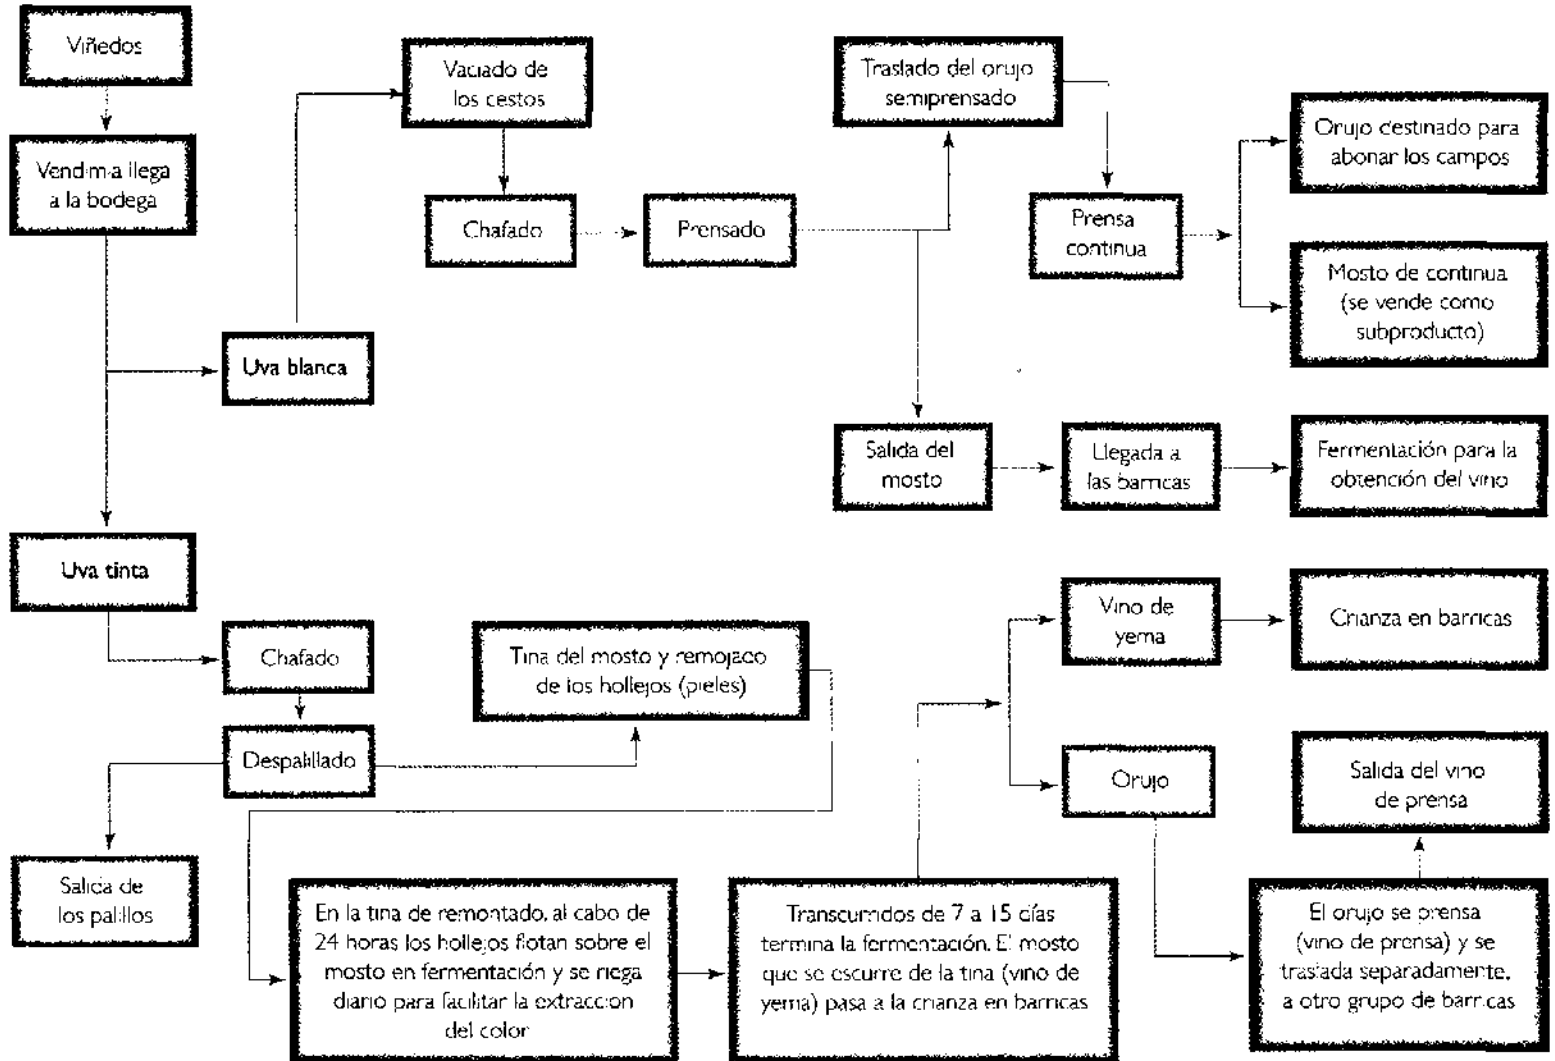 Viñedos
Vendimia llega
a la bodega
Vaciado de
los cestos
Chafado
Prensado
Traslado del orujo
semiprensado
Prensa
continua
Orujo destinado para
abonar los campos
Mosto de continua
(se vende como
subproducto)
Uva blanca
Salida del
mosto
Llegada a
las barricas
Fermentación para la
obtención del vino
Uva tinta
Chafado
Despalillado
Salida de
los palillos
Tina del mosto y remojado
de los hollejos (pieles)
En la tina de remontado, al cabo de
24 horas los hollejos flotan sobre el
mosto en fermentación y se riega
diario para facilitar la extraccion
del color
Transcurridos de 7 a 15 días
termina la fermentación. El mosto
que se escurre de la tina (vino de
yema) pasa a la crianza en barricas
Vino de
yema
Crianza en barricas
Orujo
El orujo se prensa
(vino de prensa) y se
traslada separadamente,
a otro grupo de barricas
Salida del vino
de prensa